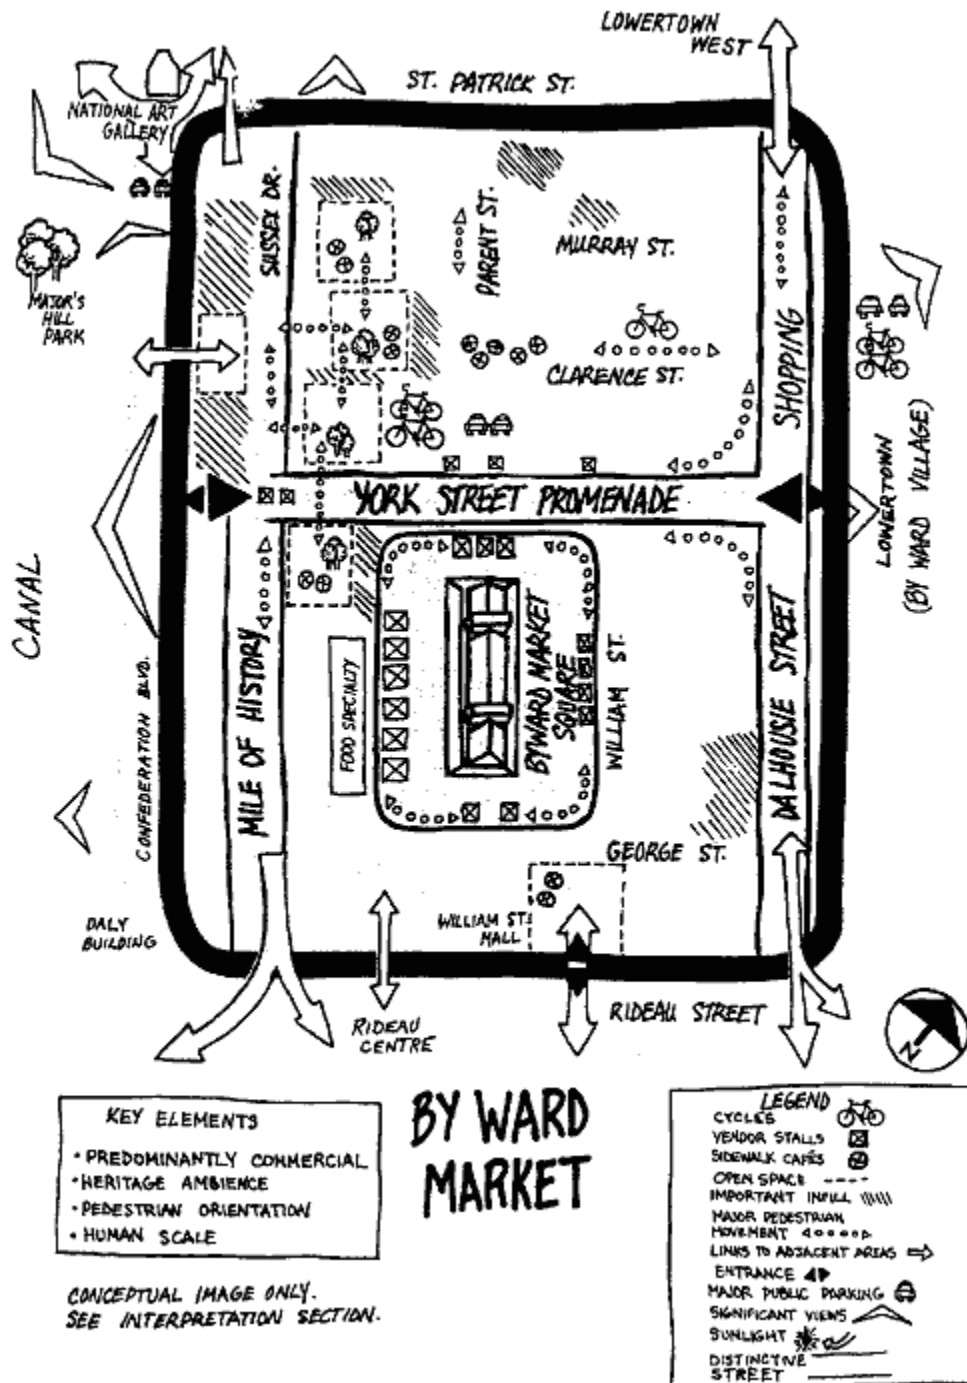 LOWERTOWN
WEST
ST. PATRICK ST.
NATIONAL ART
GALLERY
SUSSEX DR.
PARENT ST.
MURRAY ST.
MAJOR'S
HILL
PARK
CLARENCE ST.
SHOPPING
YORK STREET PROMENADE
LOWERTOWN
(BY WARD VILLAGE)
CANAL
CONFEDERATION BLVD.
MILE OF HISTORY
FOOD SPECIALTY
BYWARD MARKET
SQUARE
WILLIAM ST.
DALHOUSIE STREET
GEORGE ST.
DALY
BUILDING
WILLIAM ST.
MALL
RIDEAU
CENTRE
RIDEAU STREET
N
KEY ELEMENTS
• PREDOMINANTLY COMMERCIAL
• HERITAGE AMBIENCE
• PEDESTRIAN ORIENTATION
• HUMAN SCALE
BY WARD
MARKET
CONCEPTUAL IMAGE ONLY.
SEE INTERPRETATION SECTION.
LEGEND
CYCLES
VENDOR STALLS
SIDEWALK CAFÉS
OPEN SPACE
IMPORTANT INFILL
MAJOR PEDESTRIAN
MOVEMENT
LINKS TO ADJACENT AREAS
ENTRANCE
MAJOR PUBLIC PARKING
SIGNIFICANT VIEWS
SUNLIGHT
DISTINCTIVE
STREET